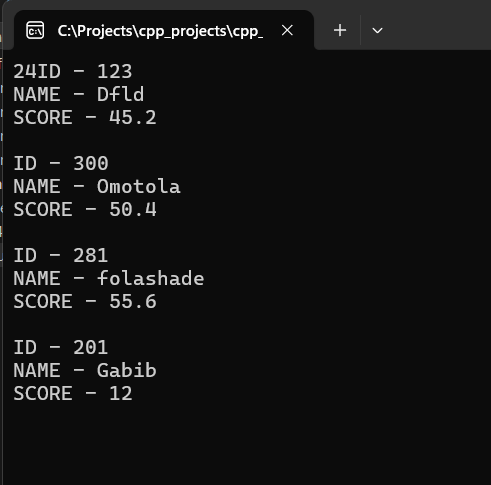 C:\Projects\cpp_projects\cpp_
24ID - 123
NAME - Dfld
SCORE - 45.2
ID - 300
NAME - Omotola
SCORE - 50.4
ID - 281
NAME - folashade
SCORE - 55.6
ID - 201
NAME - Gabib
SCORE - 12